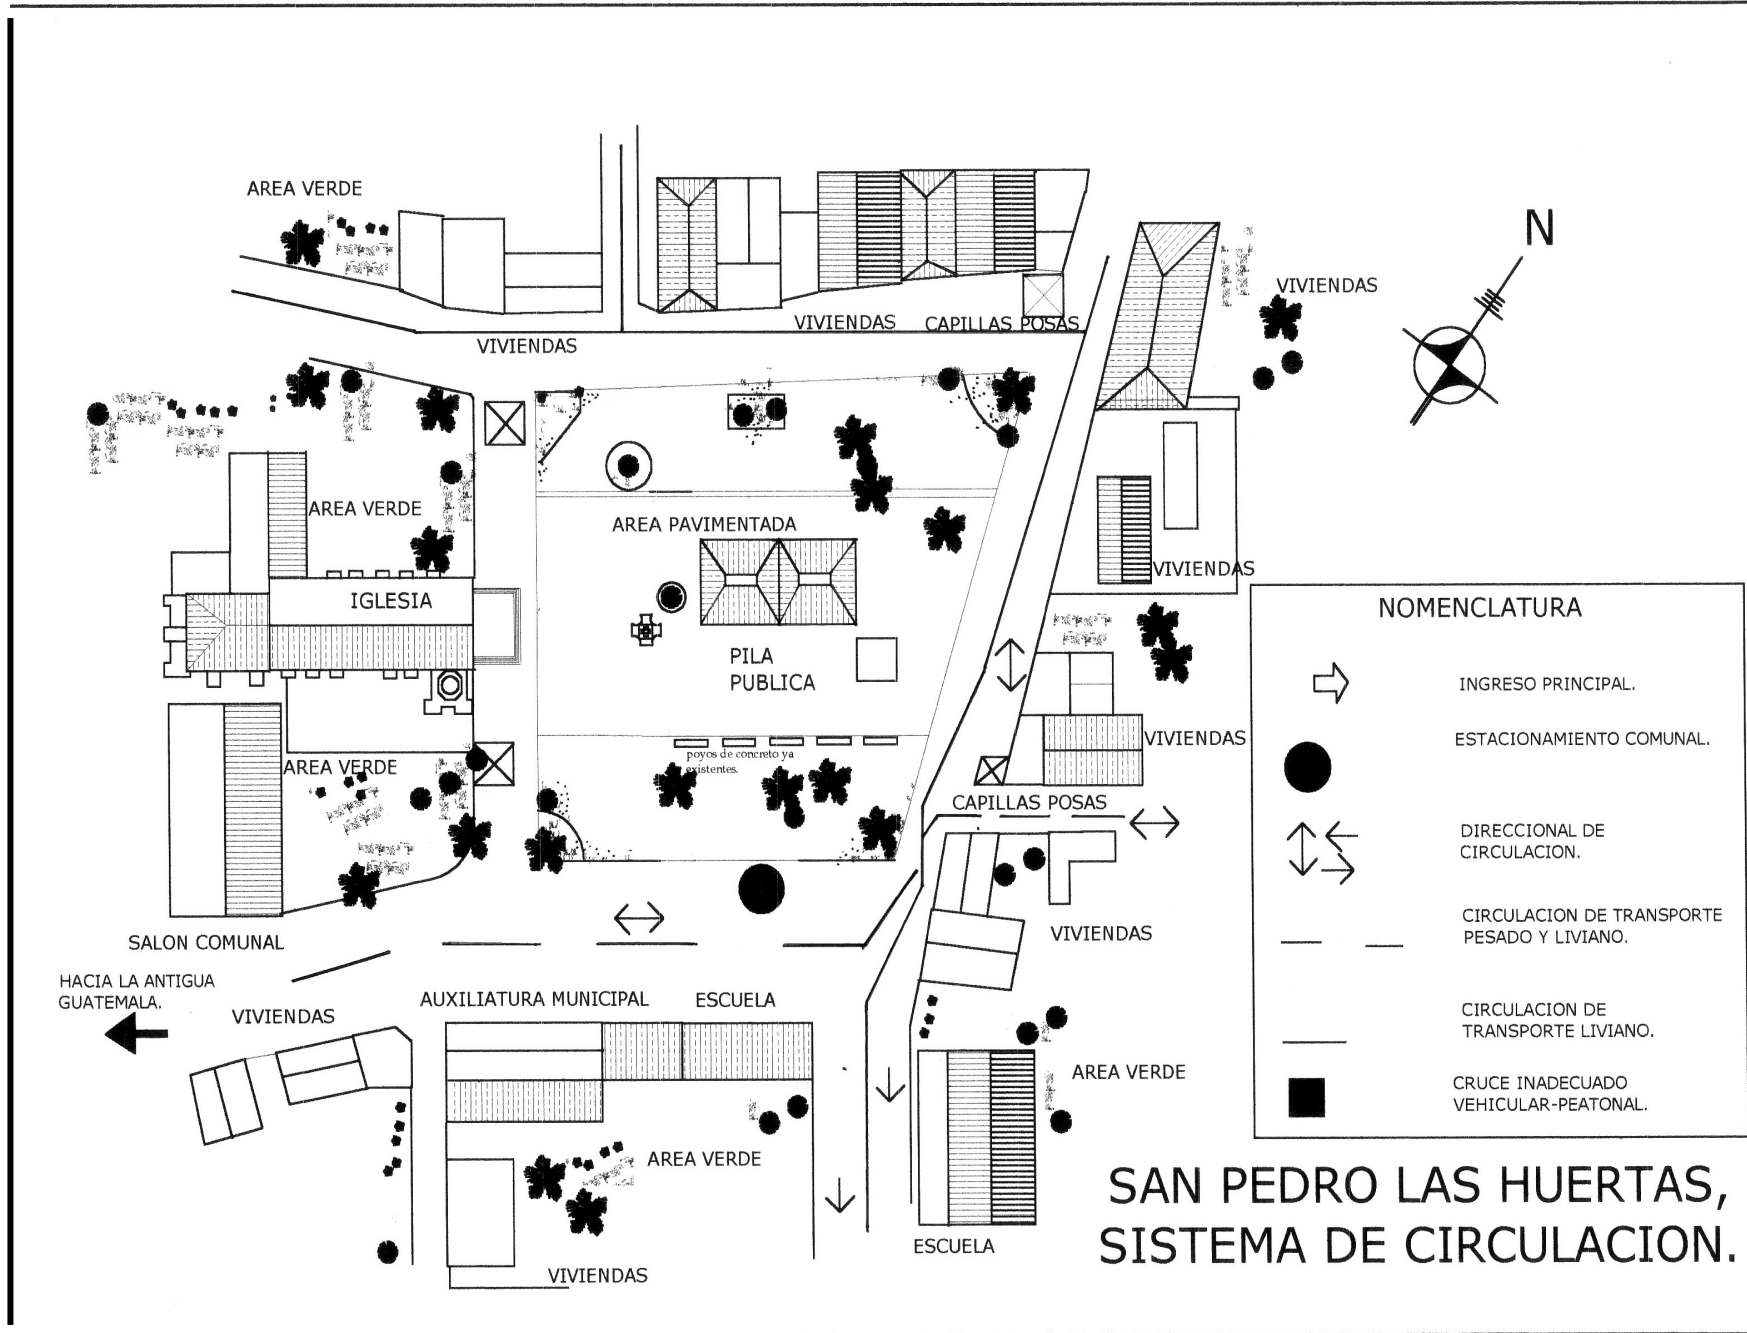 AREA VERDE
N
VIVIENDAS
VIVIENDAS
CAPILLAS POSAS
VIVIENDAS
AREA VERDE
AREA PAVIMENTADA
VIVIENDAS
IGLESIA
PILA
PUBLICA
VIVIENDAS
poyos de concreto ya
existentes.
AREA VERDE
CAPILLAS POSAS
SALON COMUNAL
VIVIENDAS
HACIA LA ANTIGUA
GUATEMALA.
VIVIENDAS
AUXILIATURA MUNICIPAL
ESCUELA
AREA VERDE
AREA VERDE
ESCUELA
VIVIENDAS
NOMENCLATURA
INGRESO PRINCIPAL.
ESTACIONAMIENTO COMUNAL.
DIRECCIONAL DE
CIRCULACION.
CIRCULACION DE TRANSPORTE
PESADO Y LIVIANO.
CIRCULACION DE
TRANSPORTE LIVIANO.
CRUCE INADECUADO
VEHICULAR-PEATONAL.
SAN PEDRO LAS HUERTAS,
SISTEMA DE CIRCULACION.